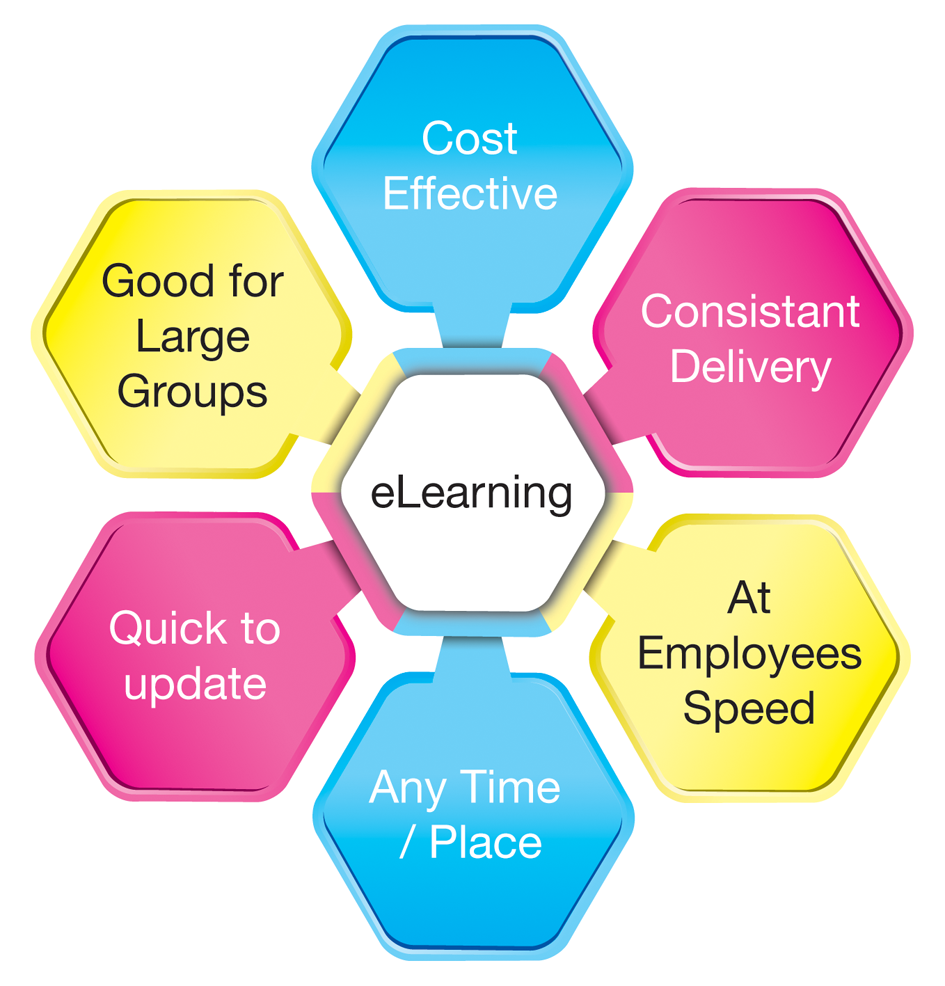 Cost
Effective
Consistant
Delivery
At
Employees
Speed
Any Time
/ Place
Quick to
update
Good for
Large
Groups
eLearning